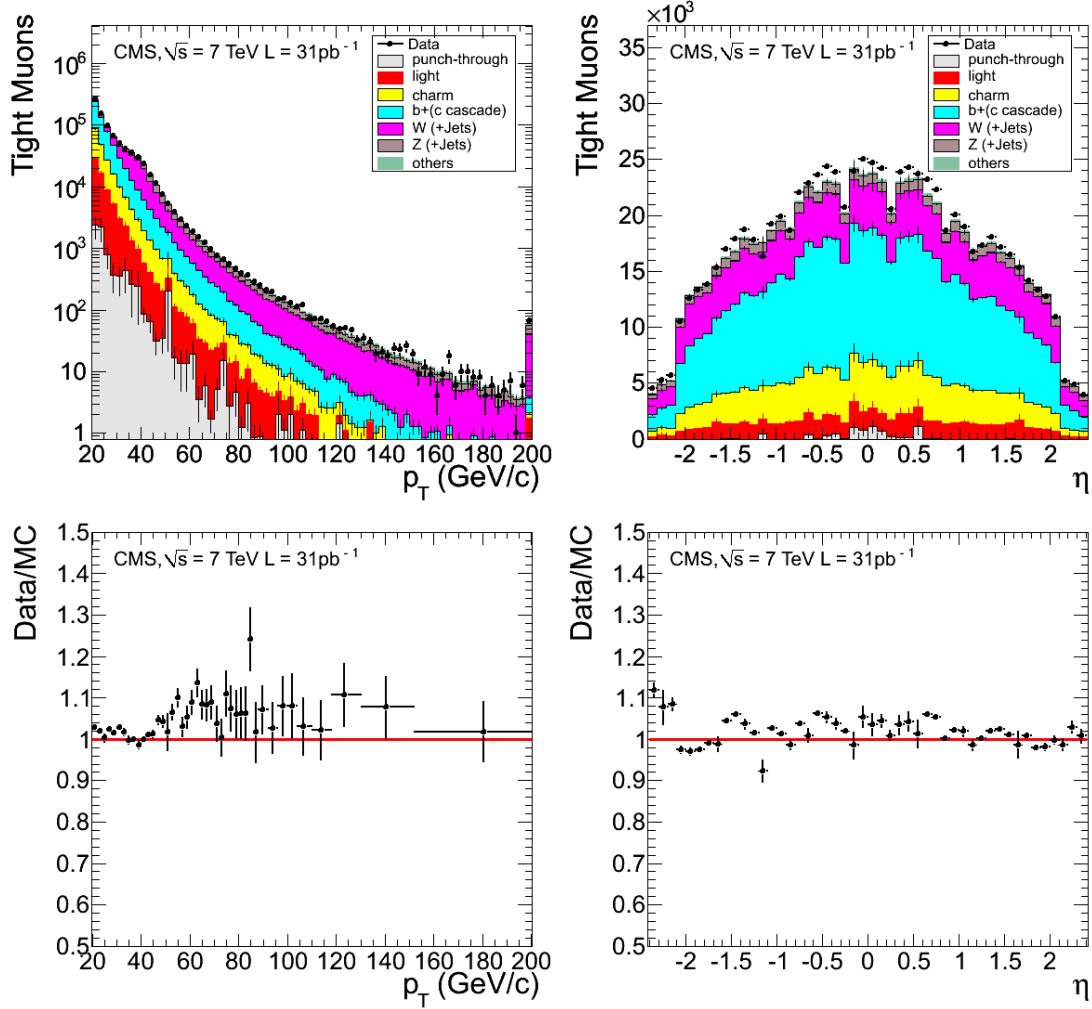 CMS, √s = 7 TeV L = 31pb⁻¹
Data
punch-through
light
charm
b+(c cascade)
W (+Jets)
Z (+Jets)
others
Tight Muons
10⁶
10⁵
10⁴
10³
10²
10
1
20 40 60 80 100 120 140 160 180 200
p_T (GeV/c)
×10³
CMS, √s = 7 TeV L = 31pb⁻¹
Data
punch-through
light
charm
b+(c cascade)
W (+Jets)
Z (+Jets)
others
Tight Muons
35
30
25
20
15
10
5
0
-2 -1.5 -1 -0.5 0 0.5 1 1.5 2
η
CMS, √s = 7 TeV L = 31pb⁻¹
Data/MC
1.5
1.4
1.3
1.2
1.1
1
0.9
0.8
0.7
0.6
0.5
20 40 60 80 100 120 140 160 180 200
p_T (GeV/c)
CMS, √s = 7 TeV L = 31pb⁻¹
Data/MC
1.5
1.4
1.3
1.2
1.1
1
0.9
0.8
0.7
0.6
0.5
-2 -1.5 -1 -0.5 0 0.5 1 1.5 2
η